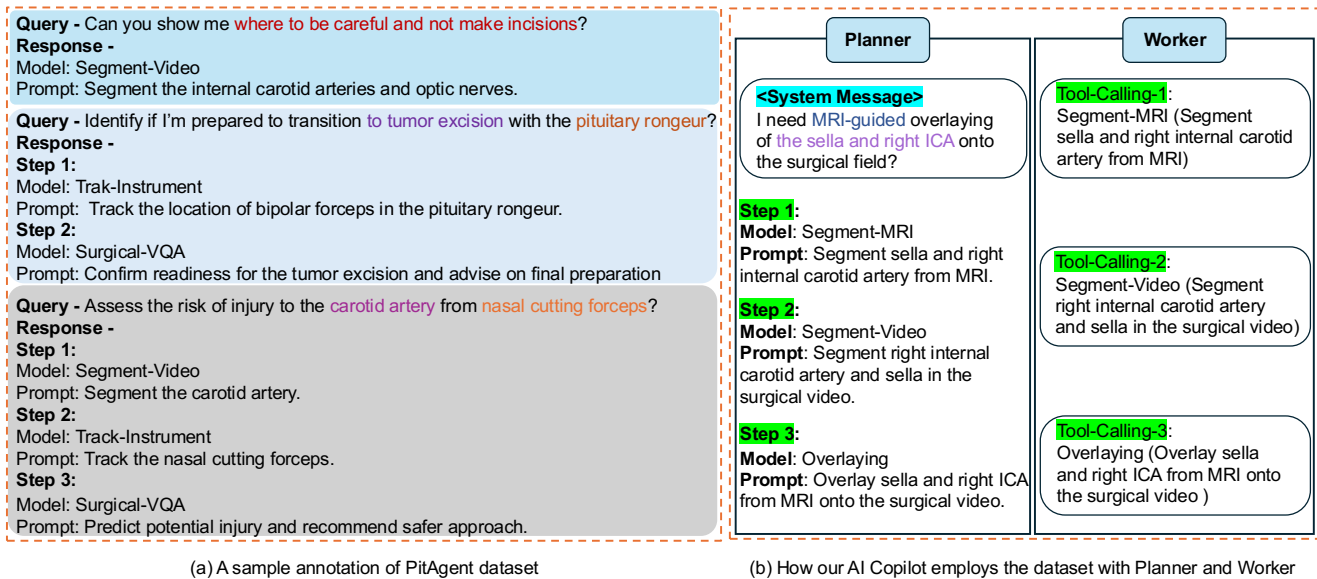 Query - Can you show me where to be careful and not make incisions?
Response -
Model: Segment-Video
Prompt: Segment the internal carotid arteries and optic nerves.
Query - Identify if I'm prepared to transition to tumor excision with the pituitary rongeur?
Response -
Step 1:
Model: Trak-Instrument
Prompt: Track the location of bipolar forceps in the pituitary rongeur.
Step 2:
Model: Surgical-VQA
Prompt: Confirm readiness for the tumor excision and advise on final preparation
Query - Assess the risk of injury to the carotid artery from nasal cutting forceps?
Response -
Step 1:
Model: Segment-Video
Prompt: Segment the carotid artery.
Step 2:
Model: Track-Instrument
Prompt: Track the nasal cutting forceps.
Step 3:
Model: Surgical-VQA
Prompt: Predict potential injury and recommend safer approach.
(a) A sample annotation of PitAgent dataset
Planner
<System Message>
I need MRI-guided overlaying
of the sella and right ICA onto
the surgical field?
Step 1:
Model: Segment-MRI
Prompt: Segment sella and right
internal carotid artery from MRI.
Step 2:
Model: Segment-Video
Prompt: Segment right internal
carotid artery and sella in the
surgical video.
Step 3:
Model: Overlaying
Prompt: Overlay sella and right ICA
from MRI onto the surgical video.
Worker
Tool-Calling-1:
Segment-MRI (Segment
sella and right internal carotid
artery from MRI)
Tool-Calling-2:
Segment-Video (Segment
right internal carotid artery
and sella in the surgical video)
Tool-Calling-3:
Overlaying (Overlay sella
and right ICA from MRI onto
the surgical video )
(b) How our AI Copilot employs the dataset with Planner and Worker